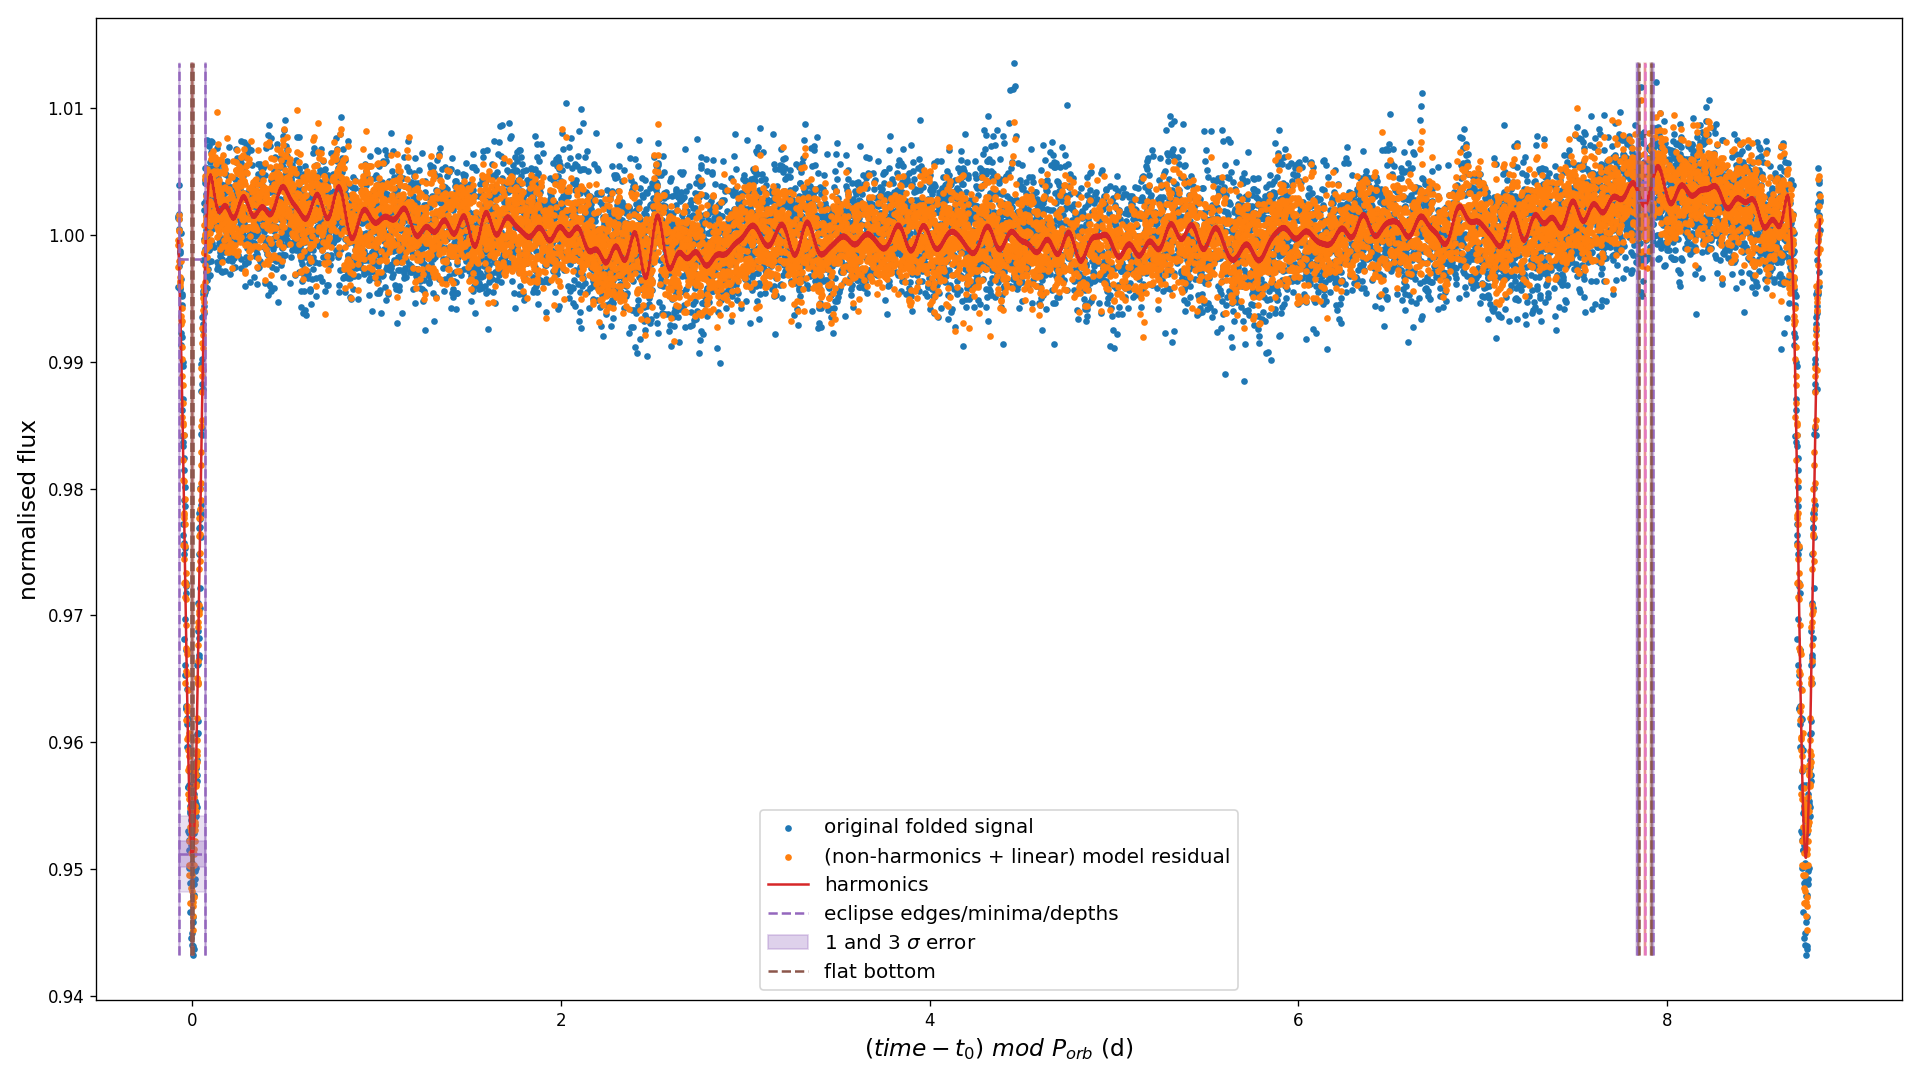 1.01
1.00
0.99
0.98
0.97
0.96
0.95
0.94
normalised flux
original folded signal
(non-harmonics + linear) model residual
harmonics
eclipse edges/minima/depths
1 and 3 σ error
flat bottom
0 2 4 6 8
(time − t₀) mod Pₒᵣb (d)